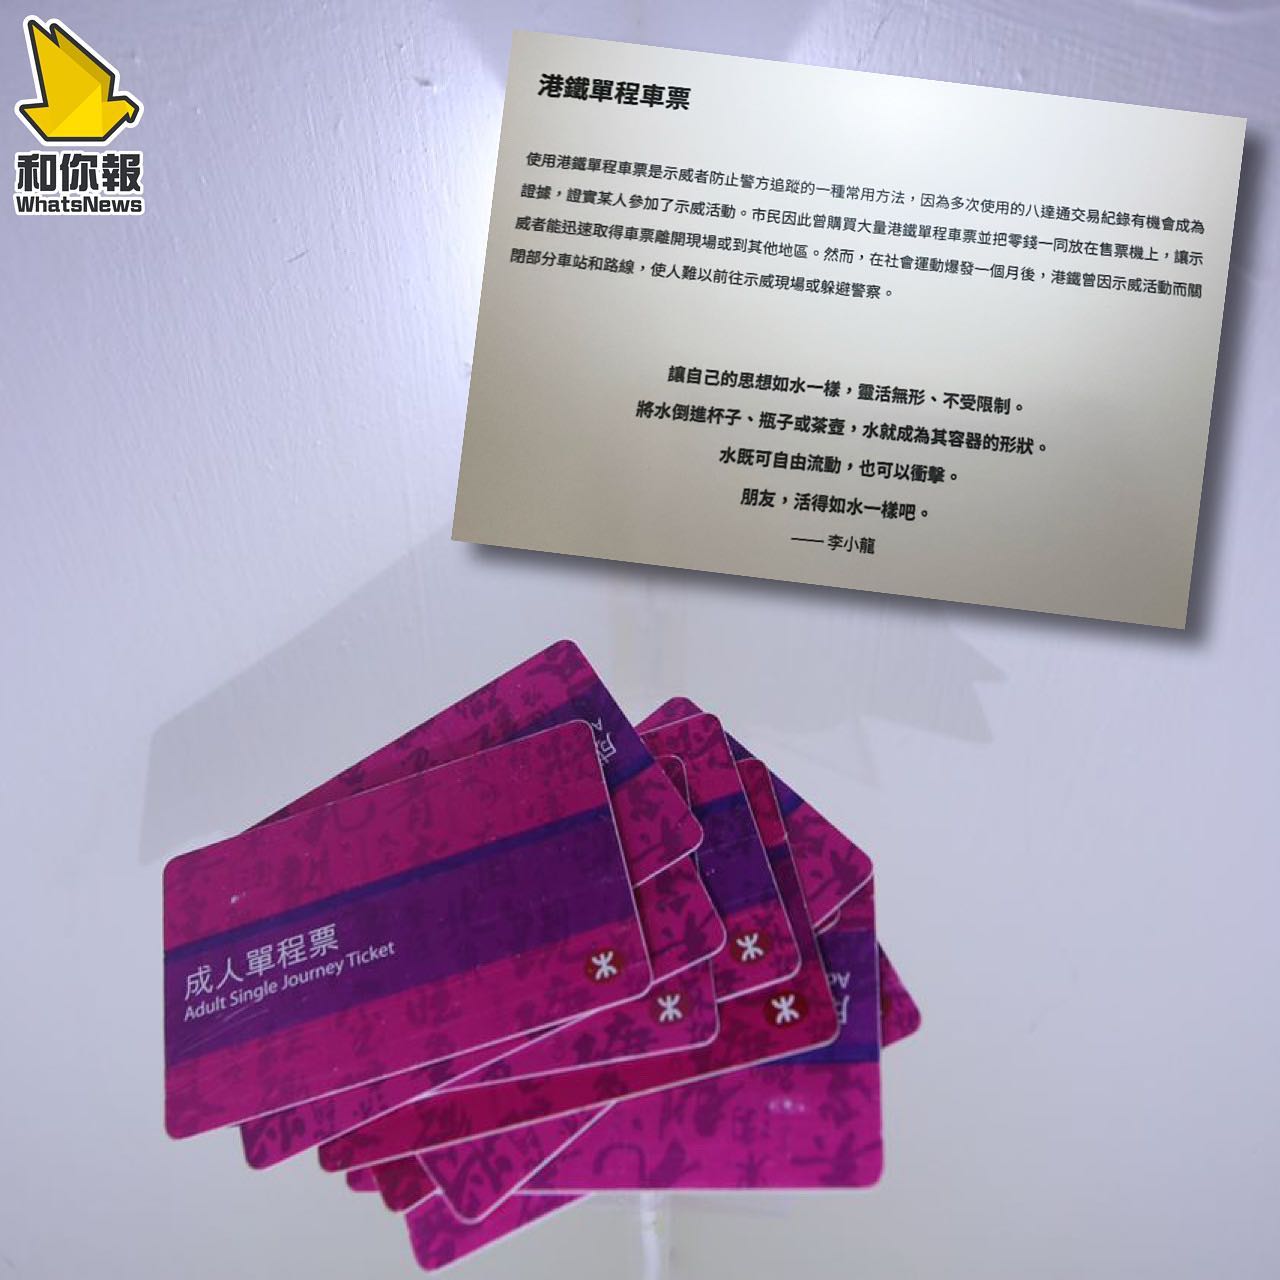 和你報
WhatsNews
港鐵單程車票
使用港鐵單程車票是示威者防止警方追蹤的一種常用方法，因為多次使用的八達通交易紀錄有機會成為
證據，證實某人參加了示威活動。市民因此曾購買大量港鐵單程車票並把零錢一同放在售票機上，讓示
威者能迅速取得車票離開現場或到其他地區。然而，在社會運動爆發一個月後，港鐵曾因示威活動而關
閉部分車站和路線，使人難以前往示威現場或躲避警察。
讓自己的思想如水一樣，靈活無形、不受限制。
將水倒進杯子、瓶子或茶壺，水就成為其容器的形狀。
水既可自由流動，也可以衝擊。
朋友，活得如水一樣吧。
—— 李小龍
成人單程票
Adult Single Journey Ticket